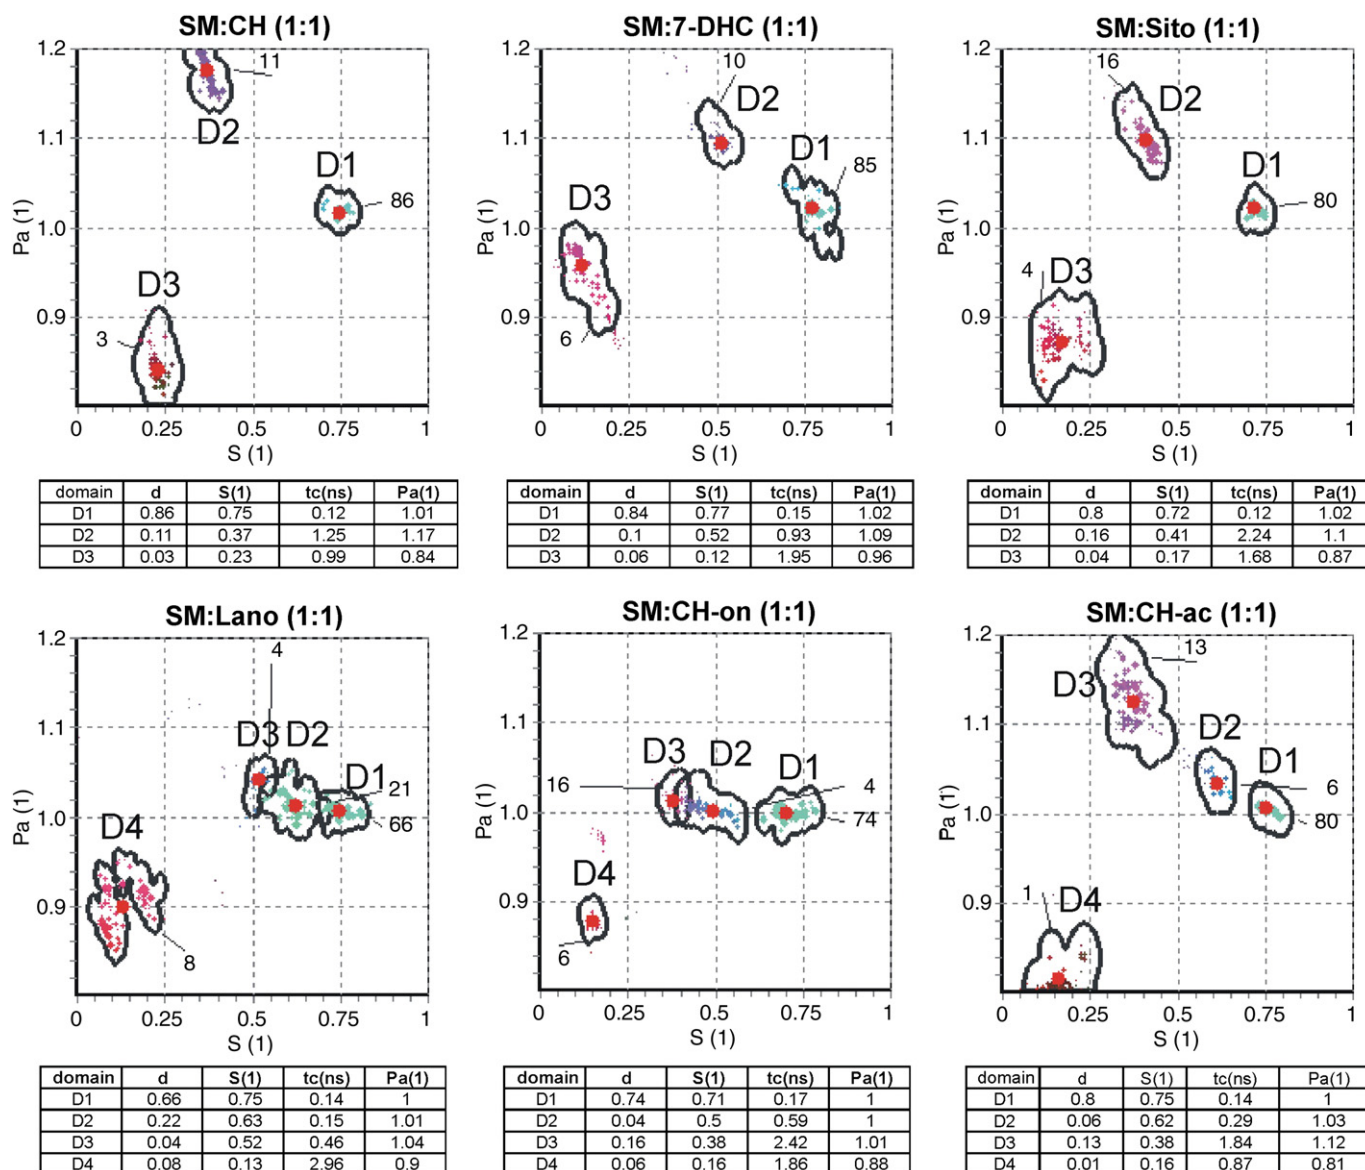 SM:CH (1:1)
1.2
1.1
1.0
0.9
Pa (1)
11
D2
D1
86
D3
3
0 0.25 0.5 0.75 1
S (1)
domain d S(1) tc(ns) Pa(1)
D1 0.86 0.75 0.12 1.01
D2 0.11 0.37 1.25 1.17
D3 0.03 0.23 0.99 0.84
SM:7-DHC (1:1)
1.2
1.1
1.0
0.9
Pa (1)
10
D2
D1
85
D3
6
0 0.25 0.5 0.75 1
S (1)
domain d S(1) tc(ns) Pa(1)
D1 0.84 0.77 0.15 1.02
D2 0.1 0.52 0.93 1.09
D3 0.06 0.12 1.95 0.96
SM:Sito (1:1)
1.2
1.1
1.0
0.9
Pa (1)
16
D2
D1
80
4
D3
0 0.25 0.5 0.75 1
S (1)
domain d S(1) tc(ns) Pa(1)
D1 0.8 0.72 0.12 1.02
D2 0.16 0.41 2.24 1.1
D3 0.04 0.17 1.68 0.87
SM:Lano (1:1)
1.2
1.1
1.0
0.9
Pa (1)
4
D3 D2
D1
21
66
D4
8
0 0.25 0.5 0.75 1
S (1)
domain d S(1) tc(ns) Pa(1)
D1 0.66 0.75 0.14 1
D2 0.22 0.63 0.15 1.01
D3 0.04 0.52 0.46 1.04
D4 0.08 0.13 2.96 0.9
SM:CH-on (1:1)
1.2
1.1
1.0
0.9
Pa (1)
D3 D2 D1
16
4
74
D4
6
0 0.25 0.5 0.75 1
S (1)
domain d S(1) tc(ns) Pa(1)
D1 0.74 0.71 0.17 1
D2 0.04 0.5 0.59 1
D3 0.16 0.38 2.42 1.01
D4 0.06 0.16 1.86 0.88
SM:CH-ac (1:1)
1.2
1.1
1.0
0.9
Pa (1)
13
D3
D2
D1
6
80
1
D4
0 0.25 0.5 0.75 1
S (1)
domain d S(1) tc(ns) Pa(1)
D1 0.8 0.75 0.14 1
D2 0.06 0.62 0.29 1.03
D3 0.13 0.38 1.84 1.12
D4 0.01 0.16 0.87 0.81